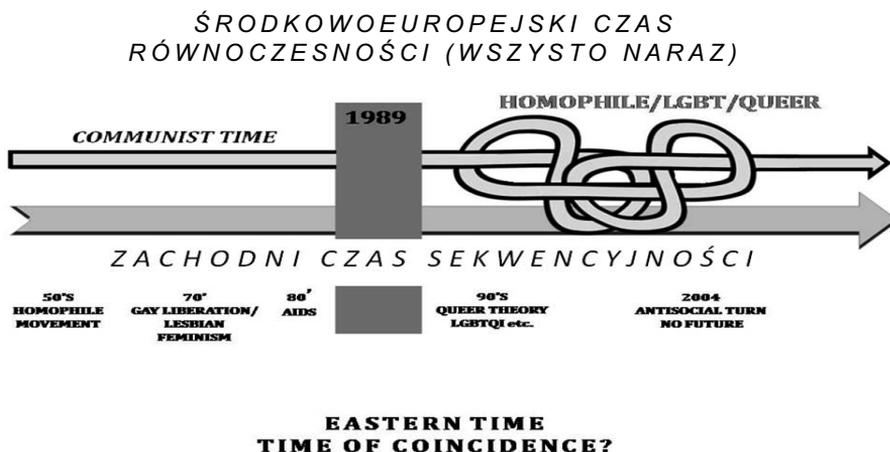 ŚRODKOWOEUROPEJSKI CZAS
RÓWNOCZESNOŚCI (WSZYSTO NARAZ)
HOMOPHILE/LGBT/QUEER
1989
COMMUNIST TIME
ZACHODNI CZAS SEKWENCYJNOŚCI
50'S
HOMOPHILE
MOVEMENT
70'
GAY LIBERATION/
LESBIAN
FEMINISM
80'
AIDS
90'S
QUEER THEORY
LGBTQI etc.
2004
ANTISOCIAL TURN
NO FUTURE
EASTERN TIME
TIME OF COINCIDENCE?